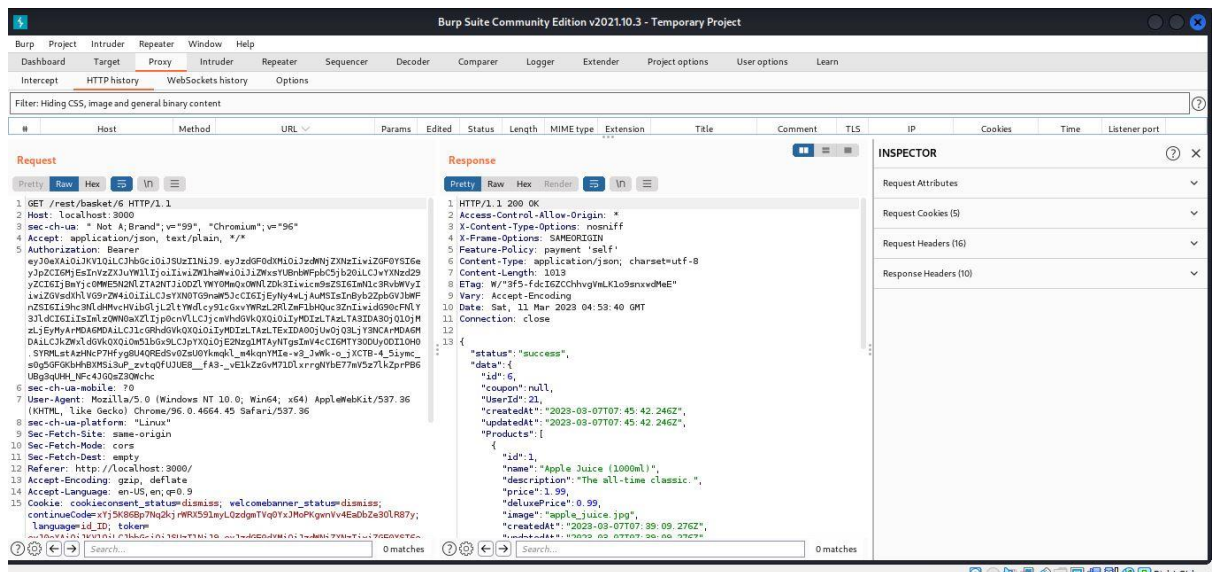 Burp Suite Community Edition v2021.10.3 - Temporary Project
Burp Project Intruder Repeater Window Help
Dashboard Target Proxy Intruder Repeater Sequencer Decoder Comparer Logger Extender Project options User options Learn
Intercept HTTP history WebSockets history Options
Filter: Hiding CSS, image and general binary content
# Host Method URL Params Edited Status Length MIME type Extension Title Comment TLS IP Cookies Time Listener port
Request
Pretty Raw Hex \n
1 GET /rest/basket/6 HTTP/1.1
2 Host: localhost:3000
3 sec-ch-ua: " Not A;Brand";v="99", "Chromium";v="96"
4 Accept: application/json, text/plain, */*
5 Authorization: Bearer
6 sec-ch-ua-mobile: ?0
7 User-Agent: Mozilla/5.0 (Windows NT 10.0; Win64; x64) AppleWebKit/537.36
(KHTML, like Gecko) Chrome/96.0.4664.45 Safari/537.36
8 sec-ch-ua-platform: "Linux"
9 Sec-Fetch-Site: same-origin
10 Sec-Fetch-Mode: cors
11 Sec-Fetch-Dest: empty
12 Referer: http://localhost:3000/
13 Accept-Encoding: gzip, deflate
14 Accept-Language: en-US,en;q=0.9
15 Cookie: cookieconsent_status=dismiss; welcomebanner_status=dismiss;
language=id_ID; token=
Search... 0 matches
Response
Pretty Raw Hex Render \n
1 HTTP/1.1 200 OK
2 Access-Control-Allow-Origin: *
3 X-Content-Type-Options: nosniff
4 X-Frame-Options: SAMEORIGIN
5 Feature-Policy: payment 'self'
6 Content-Type: application/json; charset=utf-8
7 Content-Length: 1013
8 ETag: W/"3f5-fdcI6ZCChhvgVmLK1o9snxwdMeE"
9 Vary: Accept-Encoding
10 Date: Sat, 11 Mar 2023 04:53:40 GMT
11 Connection: close
12
13 {
"status":"success",
"data":{
"id":6,
"coupon":null,
"UserId":21,
"createdAt":"2023-03-07T07:45:42.246Z",
"updatedAt":"2023-03-07T07:45:42.246Z",
"Products":[
{
"id":1,
"name":"Apple Juice (1000ml)",
"description":"The all-time classic.",
"price":1.99,
"deluxePrice":0.99,
"image":"apple_juice.jpg",
"createdAt":"2023-03-07T07:39:09.276Z",
"updatedAt":"2023-03-07T07:39:09.276Z",
Search... 0 matches
INSPECTOR
Request Attributes
Request Cookies (5)
Request Headers (16)
Response Headers (10)